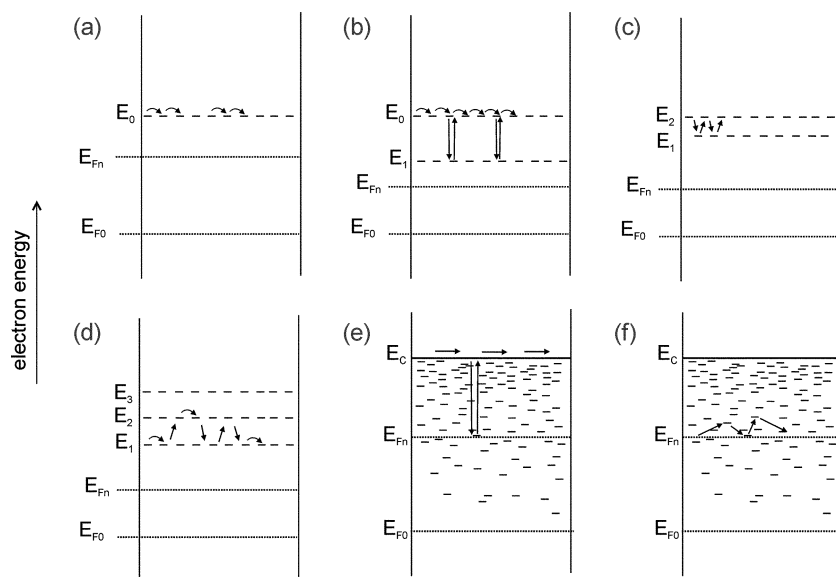 (a)
E0
EFn
EF0
(b)
E0
E1
EFn
EF0
(c)
E2
E1
EFn
EF0
electron energy
(d)
E3
E2
E1
EFn
EF0
(e)
EC
EFn
EF0
(f)
EC
EFn
EF0